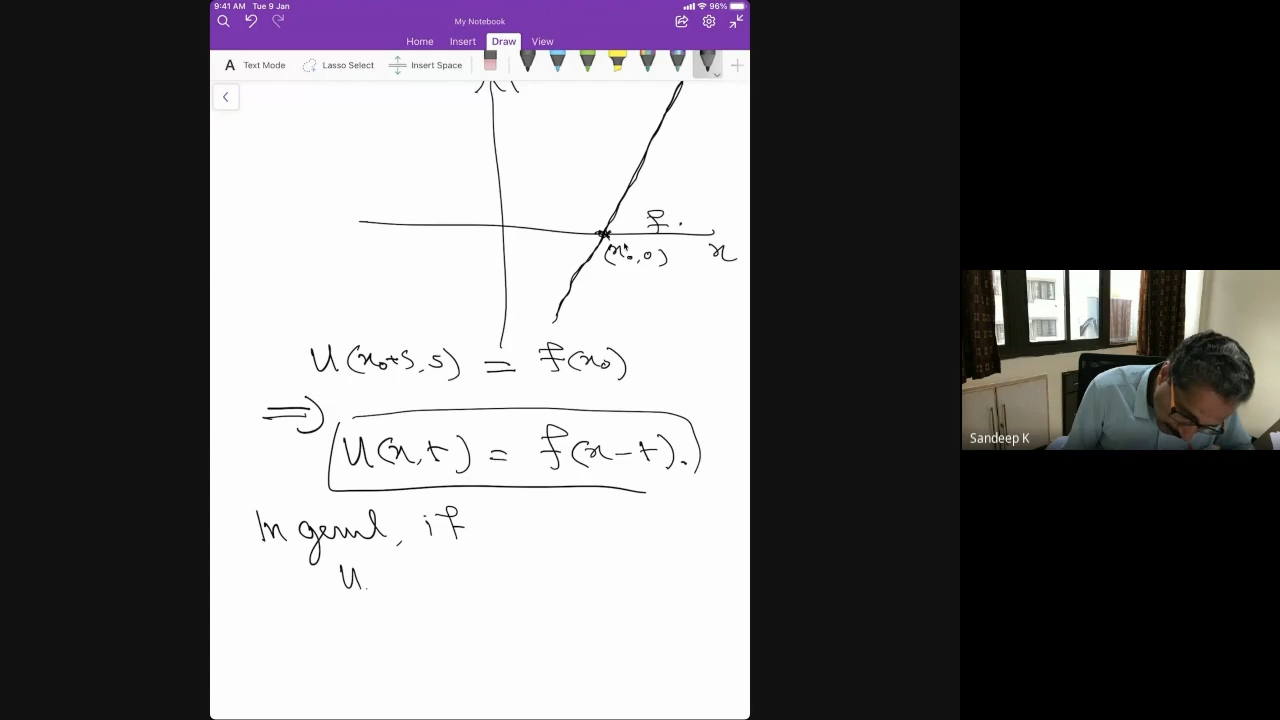 9:41 AM Tue 9 Jan
96%
My Notebook
Home Insert Draw View
A Text Mode Lasso Select Insert Space
f
(x₀, 0)
x
u(x₀+s, s) = f(x₀)
⇒ u(x, t) = f(x-t).
In genrl, if
u
Sandeep K